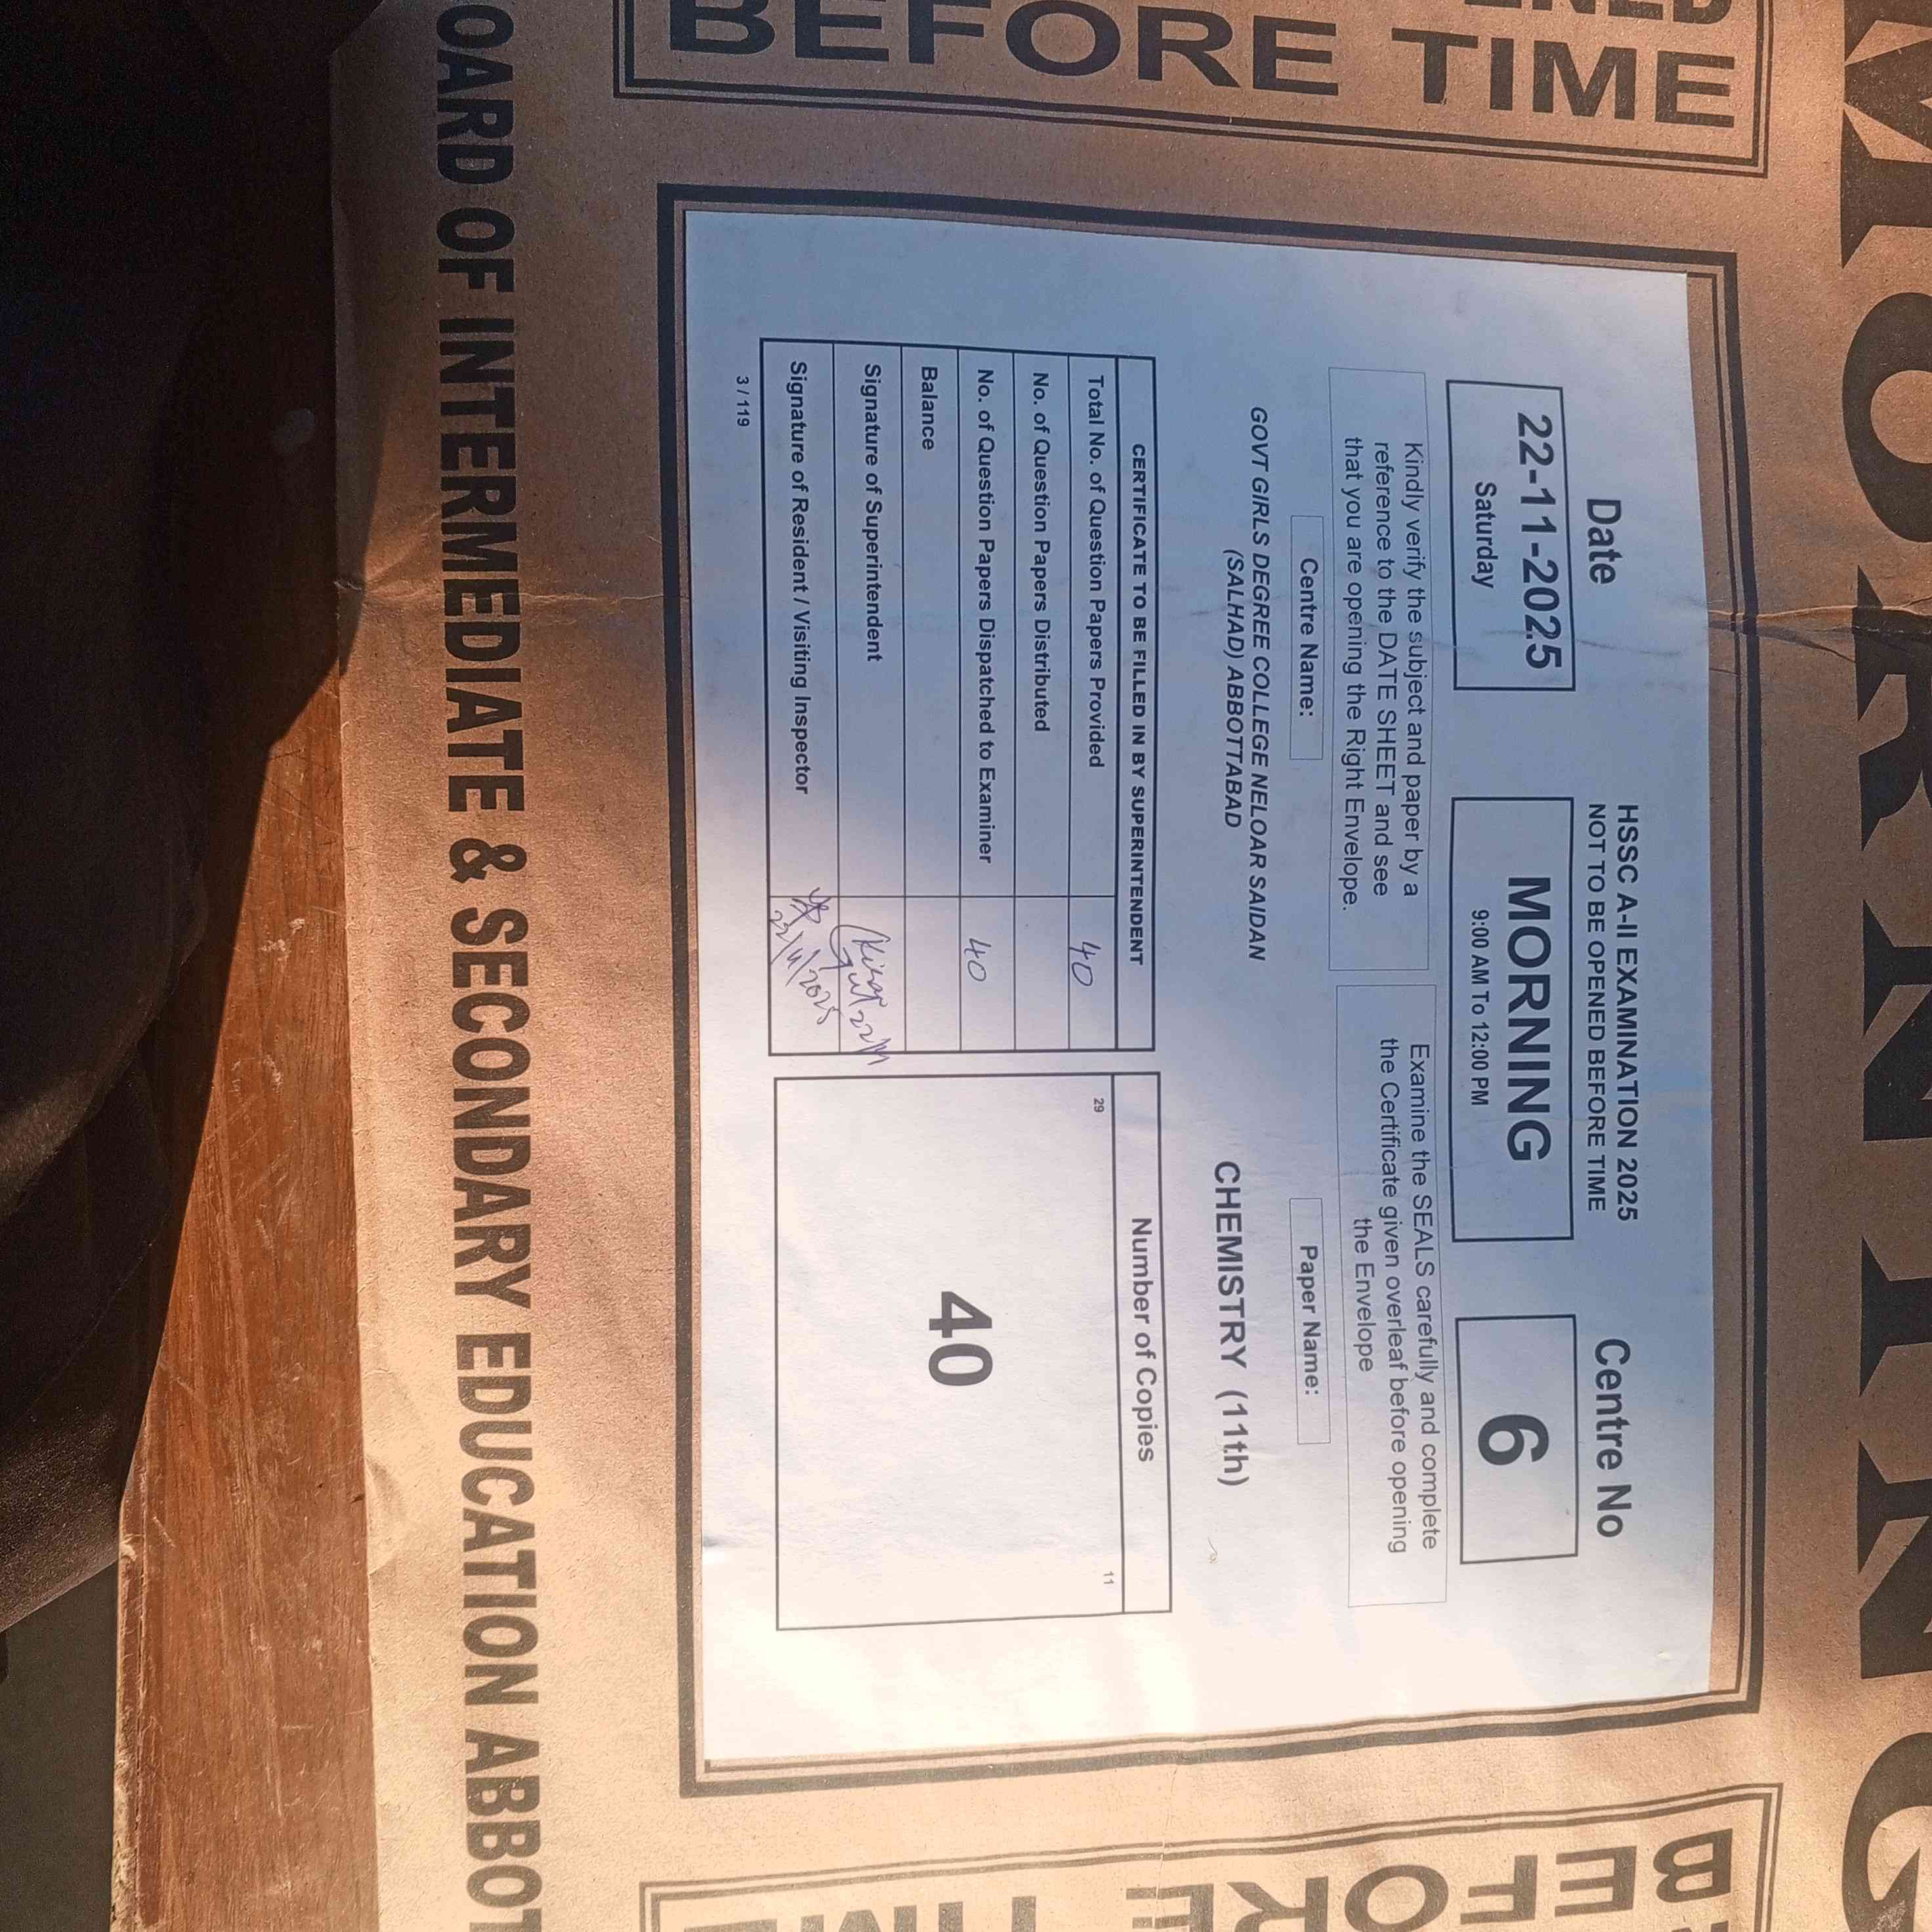 MORNING
NED
BEFORE TIME
Date
22-11-2025
Saturday
HSSC A-II EXAMINATION 2025
NOT TO BE OPENED BEFORE TIME
MORNING
9:00 AM To 12:00 PM
Centre No
6
Kindly verify the subject and paper by a
reference to the DATE SHEET and see
that you are opening the Right Envelope.
Examine the SEALS carefully and complete
the Certificate given overleaf before opening
the Envelope
Centre Name:
GOVT GIRLS DEGREE COLLEGE NELOAR SAIDAN
(SALHAD) ABBOTTABAD
Paper Name:
CHEMISTRY (11th)
CERTIFICATE TO BE FILLED IN BY SUPERINTENDENT
Total No. of Question Papers Provided 40
No. of Question Papers Distributed
No. of Question Papers Dispatched to Examiner 40
Balance
Signature of Superintendent 22/11
Signature of Resident / Visiting Inspector 22/11/2025
3 / 119
Number of Copies
29
11
40
BEFORE
TIME
OARD OF INTERMEDIATE & SECONDARY EDUCATION ABBOT